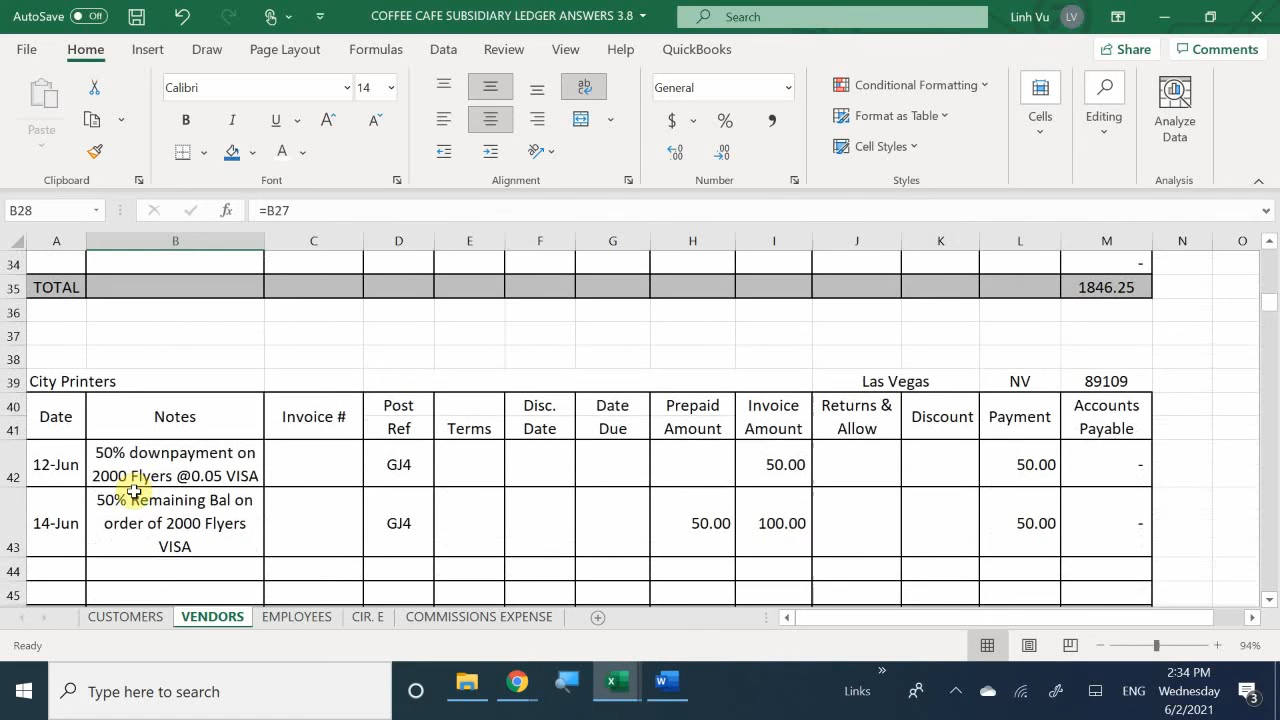 AutoSave Off COFFEE CAFE SUBSIDIARY LEDGER ANSWERS 3.8 Search Linh Vu LV
File Home Insert Draw Page Layout Formulas Data Review View Help QuickBooks Share Comments
Calibri 14 General Conditional Formatting
Paste B I U A A $ % , Format as Table Cells Editing Analyze Data
Cell Styles
Clipboard Font Alignment Number Styles Analysis
B28 fx =B27
A B C D E F G H I J K L M N O
34 -
35 TOTAL 1846.25
36
37
38
39 City Printers Las Vegas NV 89109
40 Post Disc. Date Prepaid Invoice Returns & Accounts
Date Notes Invoice # Discount Payment
41 Ref Terms Date Due Amount Amount Allow Payable
50% downpayment on
12-Jun GJ4 50.00 50.00 -
42 2000 Flyers @0.05 VISA
50% Remaining Bal on
14-Jun order of 2000 Flyers GJ4 50.00 100.00 50.00 -
43 VISA
44
45
CUSTOMERS VENDORS EMPLOYEES CIR. E COMMISSIONS EXPENSE
Ready 94%
Type here to search Links ENG 2:34 PM
Wednesday
6/2/2021 3